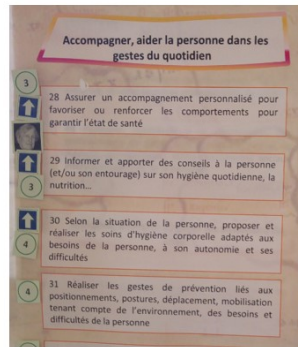 Accompagner, aider la personne dans les
gestes du quotidien
3
28 Assurer un accompagnement personnalisé pour
favoriser ou renforcer les comportements pour
garantir l'état de santé
29 Informer et apporter des conseils à la personne
(et/ou son entourage) sur son hygiène quotidienne, la
nutrition...
3
30 Selon la situation de la personne, proposer et
réaliser les soins d'hygiène corporelle adaptés aux
besoins de la personne, à son autonomie et ses
difficultés
4
31 Réaliser les gestes de prévention liés aux
positionnements, postures, déplacement, mobilisation
tenant compte de l'environnement, des besoins et
difficultés de la personne
4